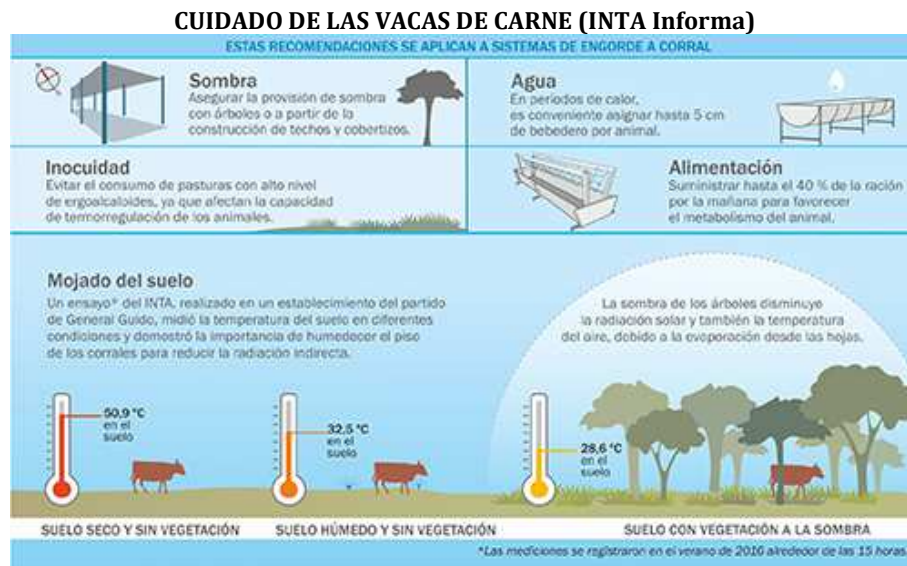 CUIDADO DE LAS VACAS DE CARNE (INTA Informa)
ESTAS RECOMENDACIONES SE APLICAN A SISTEMAS DE ENGORDE A CORRAL
Sombra
Asegurar la provisión de sombra
con árboles o a partir de la
construcción de techos y cobertizos.
Agua
En períodos de calor,
es conveniente asignar hasta 5 cm
de bebedero por animal.
Inocuidad
Evitar el consumo de pasturas con alto nivel
de ergoalcaloides, ya que afectan la capacidad
de termorregulación de los animales.
Alimentación
Suministrar hasta el 40 % de la ración
por la mañana para favorecer
el metabolismo del animal.
Mojado del suelo
Un ensayo* del INTA, realizado en un establecimiento del partido
de General Guido, midió la temperatura del suelo en diferentes
condiciones y demostró la importancia de humedecer el piso
de los corrales para reducir la radiación indirecta.
La sombra de los árboles disminuye
la radiación solar y también la temperatura
del aire, debido a la evaporación desde las hojas.
50,9 °C
en el
suelo
32,5 °C
en el
suelo
28,6 °C
en el
suelo
SUELO SECO Y SIN VEGETACIÓN
SUELO HÚMEDO Y SIN VEGETACIÓN
SUELO CON VEGETACIÓN A LA SOMBRA
*Las mediciones se registraron en el verano de 2016 alrededor de las 15 horas.